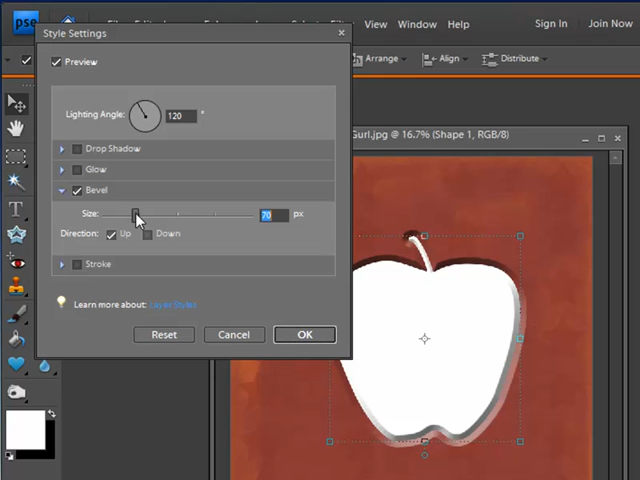 pse
View Window Help
Sign In Join Now
Style Settings
Arrange
Align
Distribute
Preview
Lighting Angle: 120 °
Gurl.jpg @ 16.7% (Shape 1, RGB/8)
Drop Shadow
Glow
Bevel
Size: 70 px
Direction: Up Down
Stroke
Learn more about: Layer Styles
Reset Cancel OK